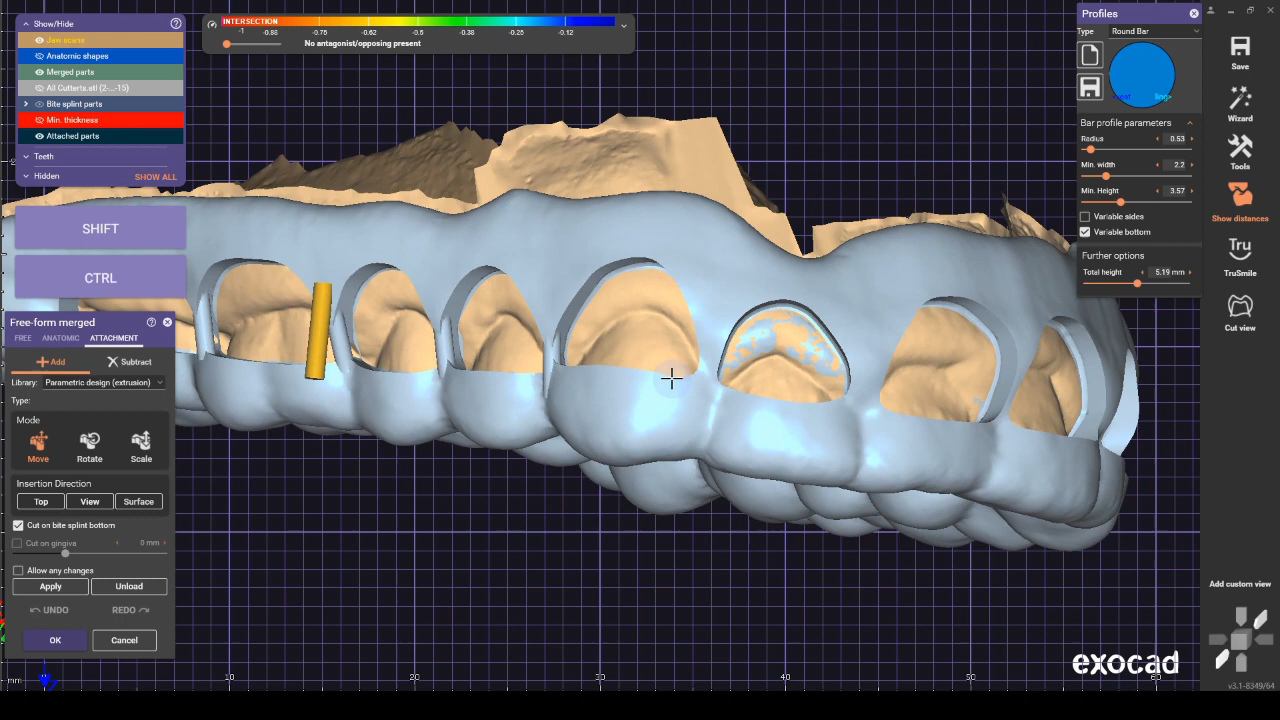 Show/Hide
Jaw scans
Anatomic shapes
Merged parts
All Cutterts.stl (2-...-15)
Bite splint parts
Min. thickness
Attached parts
Teeth
Hidden
SHOW ALL
SHIFT
CTRL
INTERSECTION
-1 -0.88 -0.75 -0.62 -0.5 -0.38 -0.25 -0.12
No antagonist/opposing present
Free-form merged
FREE ANATOMIC ATTACHMENT
Add Subtract
Library: Parametric design (extrusion)
Type:
Mode
Move Rotate Scale
Insertion Direction
Top View Surface
Cut on bite splint bottom
Cut on gingiva 0 mm
Allow any changes
Apply Unload
UNDO REDO
OK Cancel
mm 10 20 30 40 50 60
Profiles
Type Round Bar
Bar profile parameters
Radius 0.53
Min. width 2.2
Min. Height 3.57
Variable sides
Variable bottom
Further options
Total height 5.19 mm
Save
Wizard
Tools
Show distances
Tru
TruSmile
Cut view
Add custom view
exocad
v3.1-8349/64